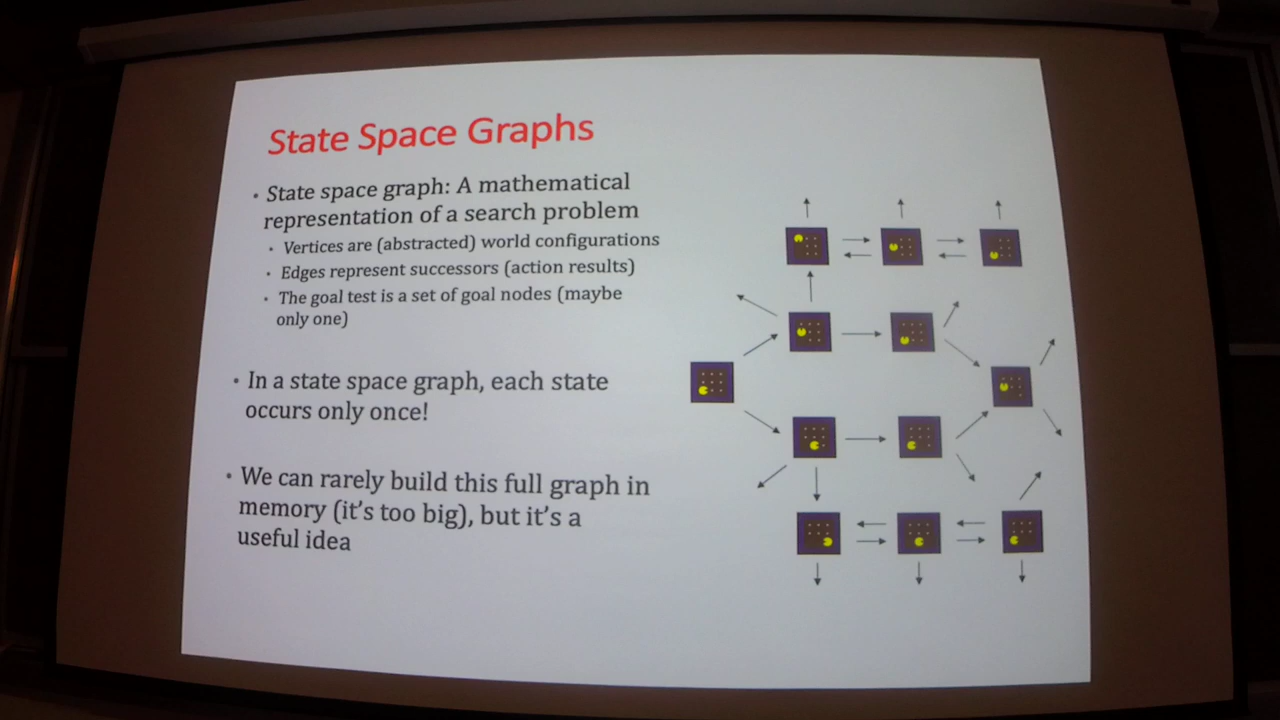 State Space Graphs
• State space graph: A mathematical
representation of a search problem
• Vertices are (abstracted) world configurations
• Edges represent successors (action results)
• The goal test is a set of goal nodes (maybe
only one)
• In a state space graph, each state
occurs only once!
• We can rarely build this full graph in
memory (it's too big), but it's a
useful idea